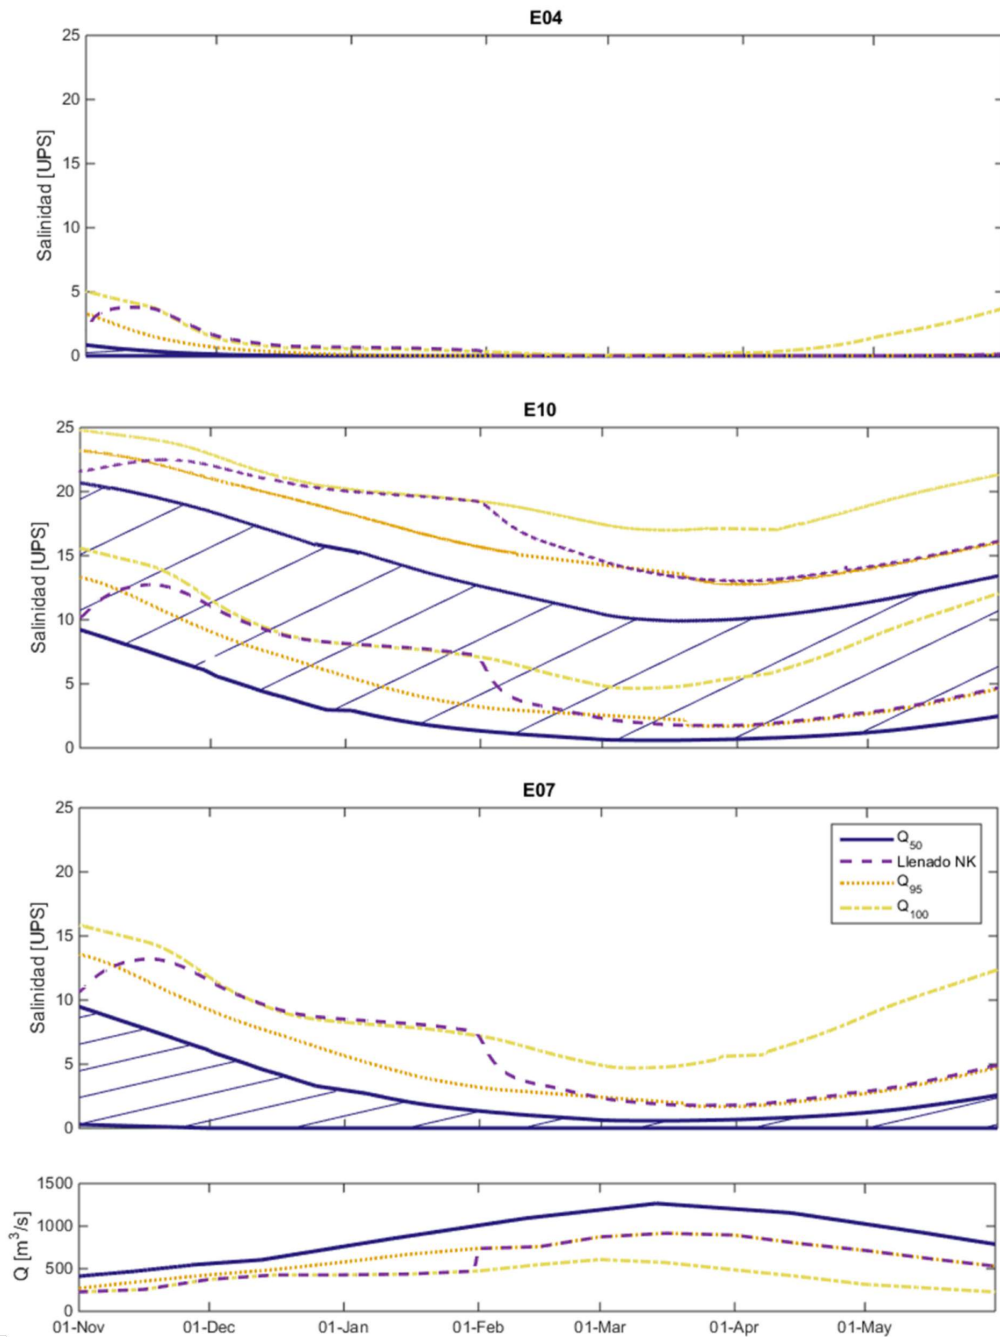 E04
25
20
15
10
5
0
Salinidad [UPS]
E10
25
20
15
10
5
0
Salinidad [UPS]
E07
25
20
15
10
5
0
Salinidad [UPS]
Q50
Llenado NK
Q95
Q100
1500
1000
500
0
Q [m³/s]
01-Nov 01-Dec 01-Jan 01-Feb 01-Mar 01-Apr 01-May